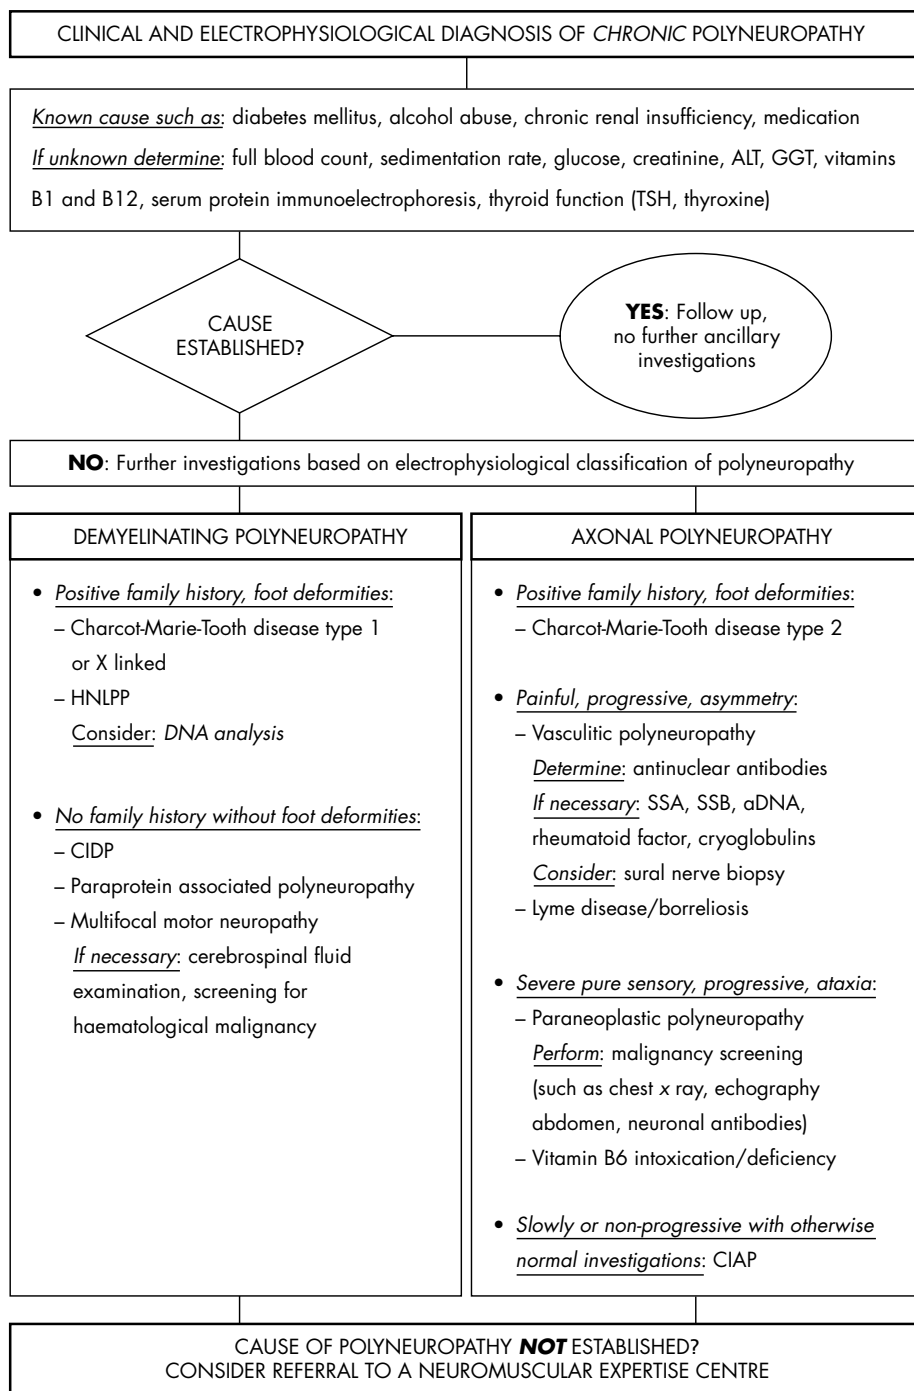 CLINICAL AND ELECTROPHYSIOLOGICAL DIAGNOSIS OF CHRONIC POLYNEUROPATHY
Known cause such as: diabetes mellitus, alcohol abuse, chronic renal insufficiency, medication
If unknown determine: full blood count, sedimentation rate, glucose, creatinine, ALT, GGT, vitamins
B1 and B12, serum protein immunoelectrophoresis, thyroid function (TSH, thyroxine)
CAUSE
ESTABLISHED?
YES: Follow up,
no further ancillary
investigations
NO: Further investigations based on electrophysiological classification of polyneuropathy
DEMYELINATING POLYNEUROPATHY
• Positive family history, foot deformities:
– Charcot-Marie-Tooth disease type 1
or X linked
– HNLPP
Consider: DNA analysis
• No family history without foot deformities:
– CIDP
– Paraprotein associated polyneuropathy
– Multifocal motor neuropathy
If necessary: cerebrospinal fluid
examination, screening for
haematological malignancy
AXONAL POLYNEUROPATHY
• Positive family history, foot deformities:
– Charcot-Marie-Tooth disease type 2
• Painful, progressive, asymmetry:
– Vasculitic polyneuropathy
Determine: antinuclear antibodies
If necessary: SSA, SSB, aDNA,
rheumatoid factor, cryoglobulins
Consider: sural nerve biopsy
– Lyme disease/borreliosis
• Severe pure sensory, progressive, ataxia:
– Paraneoplastic polyneuropathy
Perform: malignancy screening
(such as chest x ray, echography
abdomen, neuronal antibodies)
– Vitamin B6 intoxication/deficiency
• Slowly or non-progressive with otherwise
normal investigations: CIAP
CAUSE OF POLYNEUROPATHY NOT ESTABLISHED?
CONSIDER REFERRAL TO A NEUROMUSCULAR EXPERTISE CENTRE